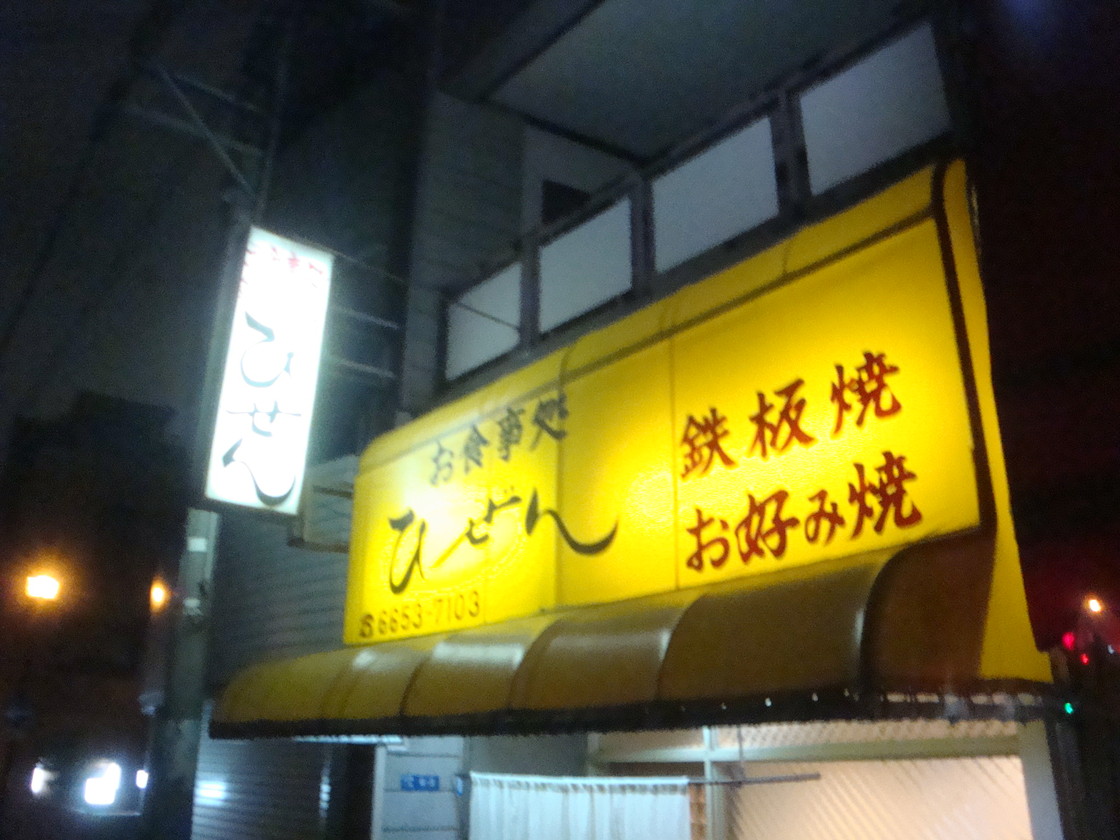 ひぜん
お食事処
ひぜん
☎6653-7103
鉄板焼
お好み焼